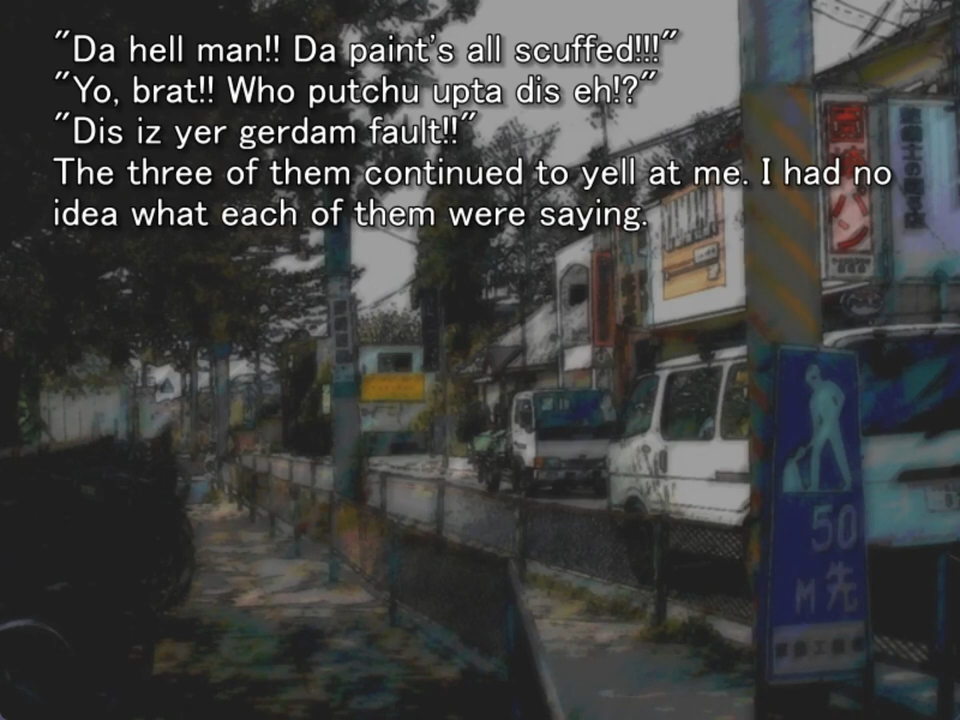 "Da hell man!! Da paint's all scuffed!!!"
"Yo, brat!! Who putchu upta dis eh!?"
"Dis iz yer gerdam fault!!"
The three of them continued to yell at me. I had no
idea what each of them were saying.
50
M先